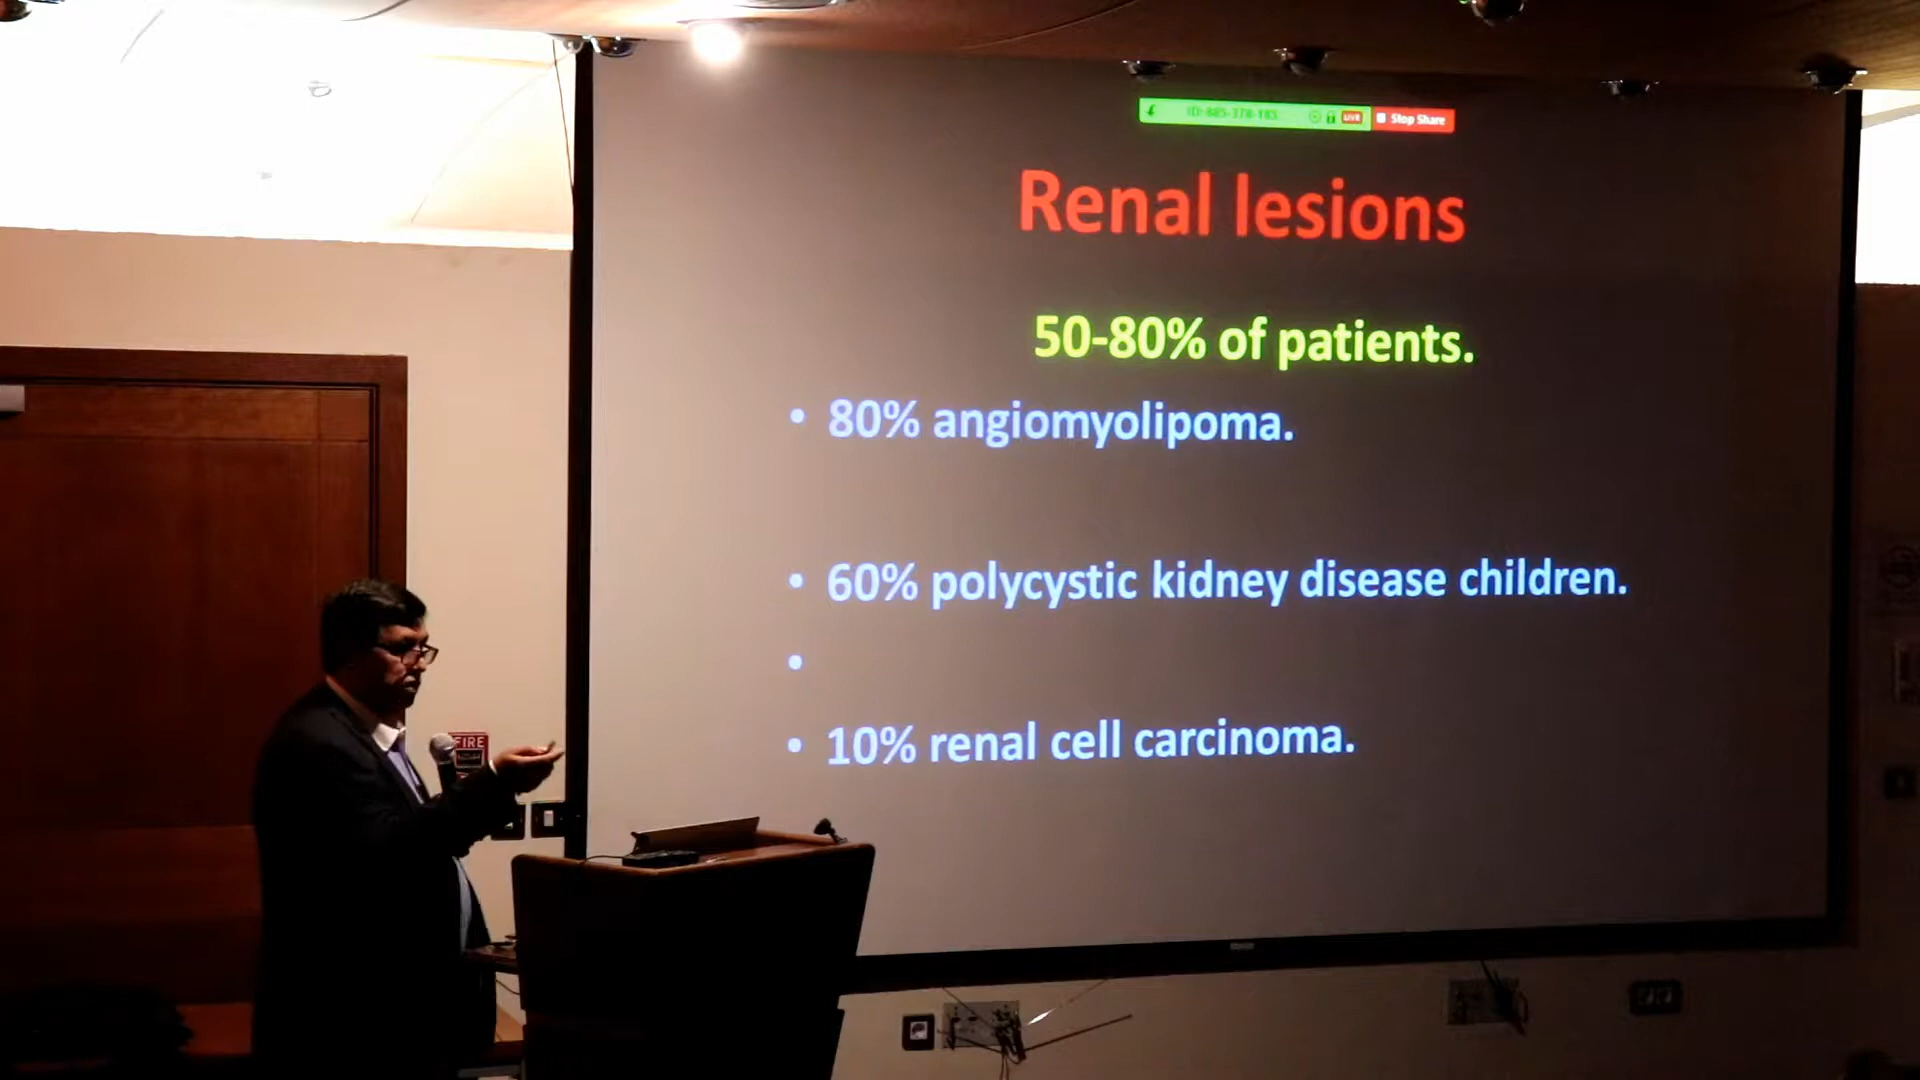 LIVE Stop Share
Renal lesions
50-80% of patients.
• 80% angiomyolipoma.
• 60% polycystic kidney disease children.
•
• 10% renal cell carcinoma.
FIRE